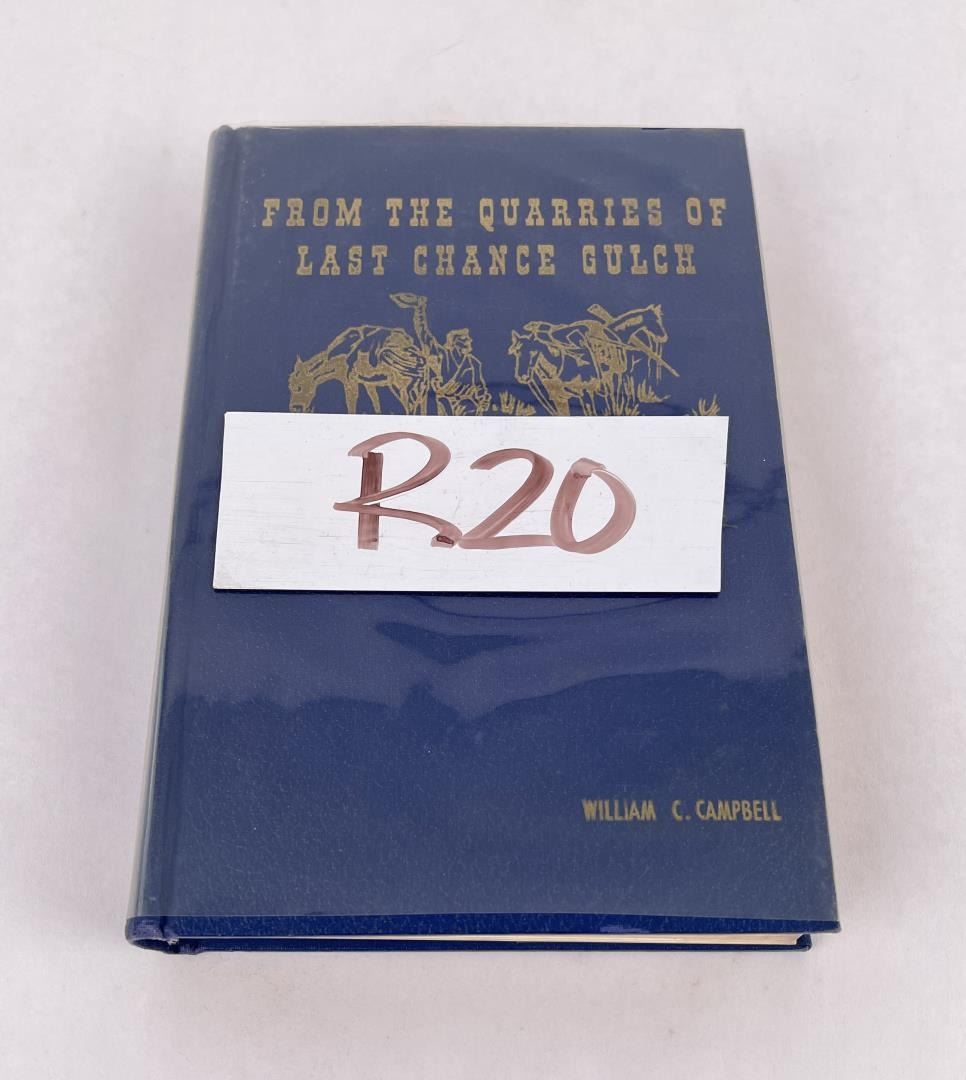 FROM THE QUARRIES OF
LAST CHANCE GULCH
R20
WILLIAM C. CAMPBELL